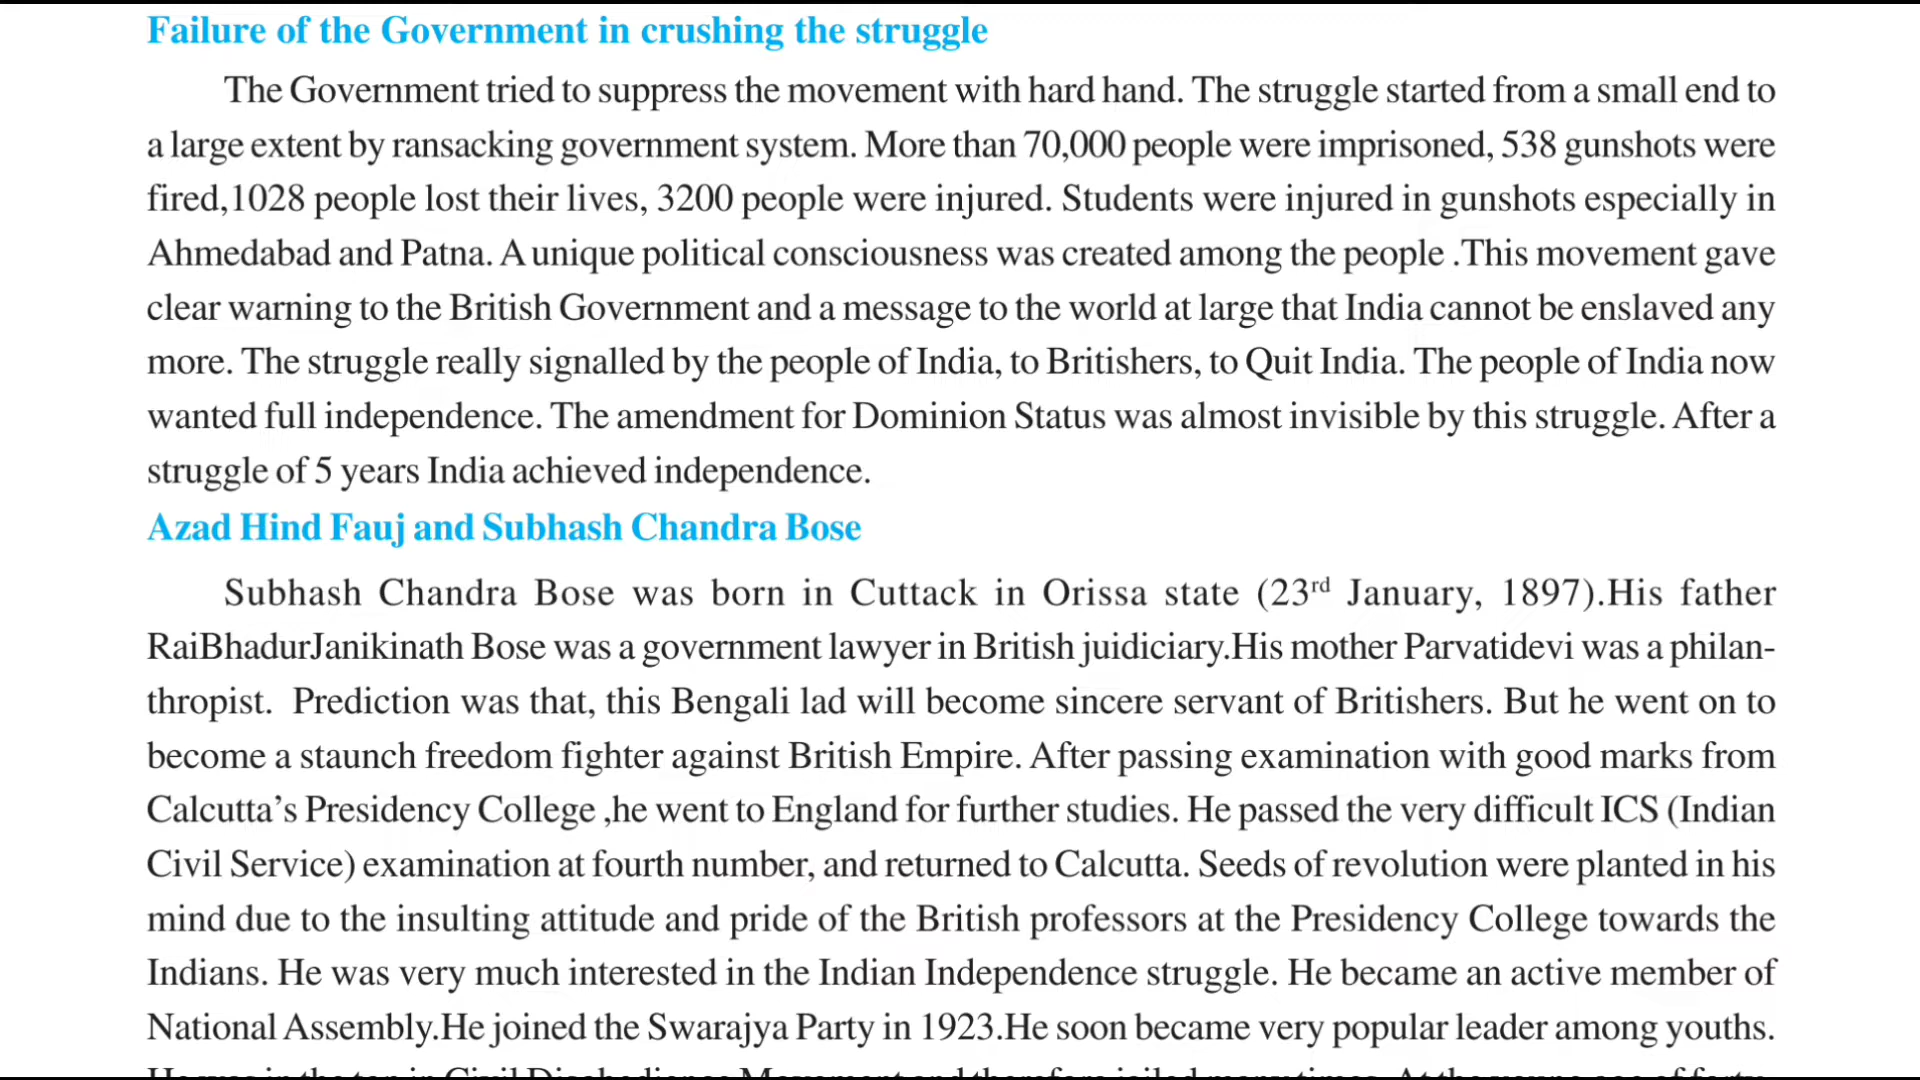 Failure of the Government in crushing the struggle
The Government tried to suppress the movement with hard hand. The struggle started from a small end to
a large extent by ransacking government system. More than 70,000 people were imprisoned, 538 gunshots were
fired,1028 people lost their lives, 3200 people were injured. Students were injured in gunshots especially in
Ahmedabad and Patna. A unique political consciousness was created among the people .This movement gave
clear warning to the British Government and a message to the world at large that India cannot be enslaved any
more. The struggle really signalled by the people of India, to Britishers, to Quit India. The people of India now
wanted full independence. The amendment for Dominion Status was almost invisible by this struggle. After a
struggle of 5 years India achieved independence.
Azad Hind Fauj and Subhash Chandra Bose
Subhash Chandra Bose was born in Cuttack in Orissa state (23rd January, 1897).His father
RaiBhadurJanikinath Bose was a government lawyer in British juidiciary.His mother Parvatidevi was a philan-
thropist. Prediction was that, this Bengali lad will become sincere servant of Britishers. But he went on to
become a staunch freedom fighter against British Empire. After passing examination with good marks from
Calcutta’s Presidency College ,he went to England for further studies. He passed the very difficult ICS (Indian
Civil Service) examination at fourth number, and returned to Calcutta. Seeds of revolution were planted in his
mind due to the insulting attitude and pride of the British professors at the Presidency College towards the
Indians. He was very much interested in the Indian Independence struggle. He became an active member of
National Assembly.He joined the Swarajya Party in 1923.He soon became very popular leader among youths.